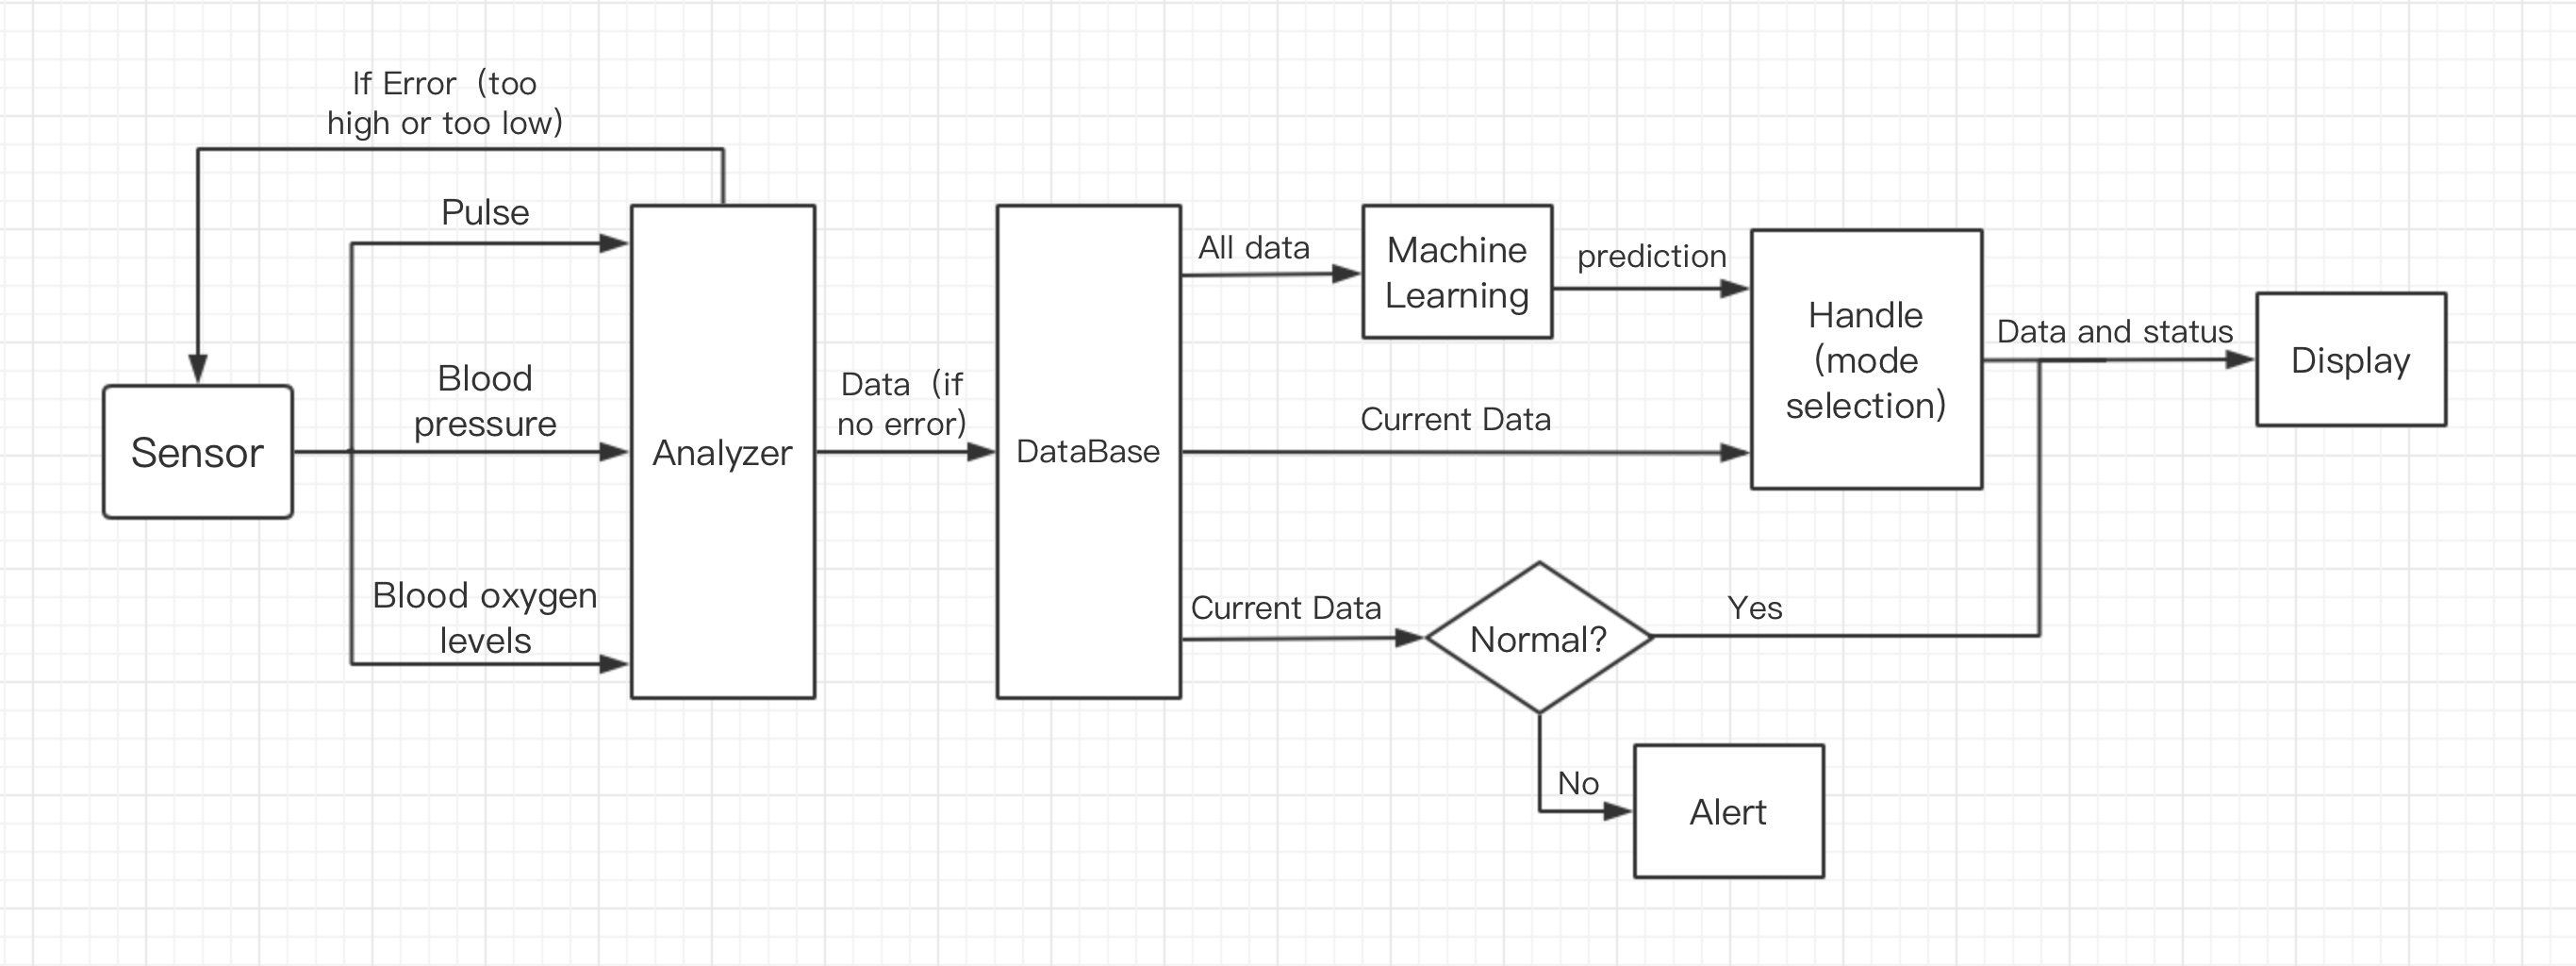 If Error（too
high or too low)
Pulse
Blood
pressure
Blood oxygen
levels
Sensor
Analyzer
Data（if
no error)
DataBase
All data
Machine
Learning
prediction
Current Data
Handle
(mode
selection)
Data and status
Display
Current Data
Normal?
Yes
No
Alert